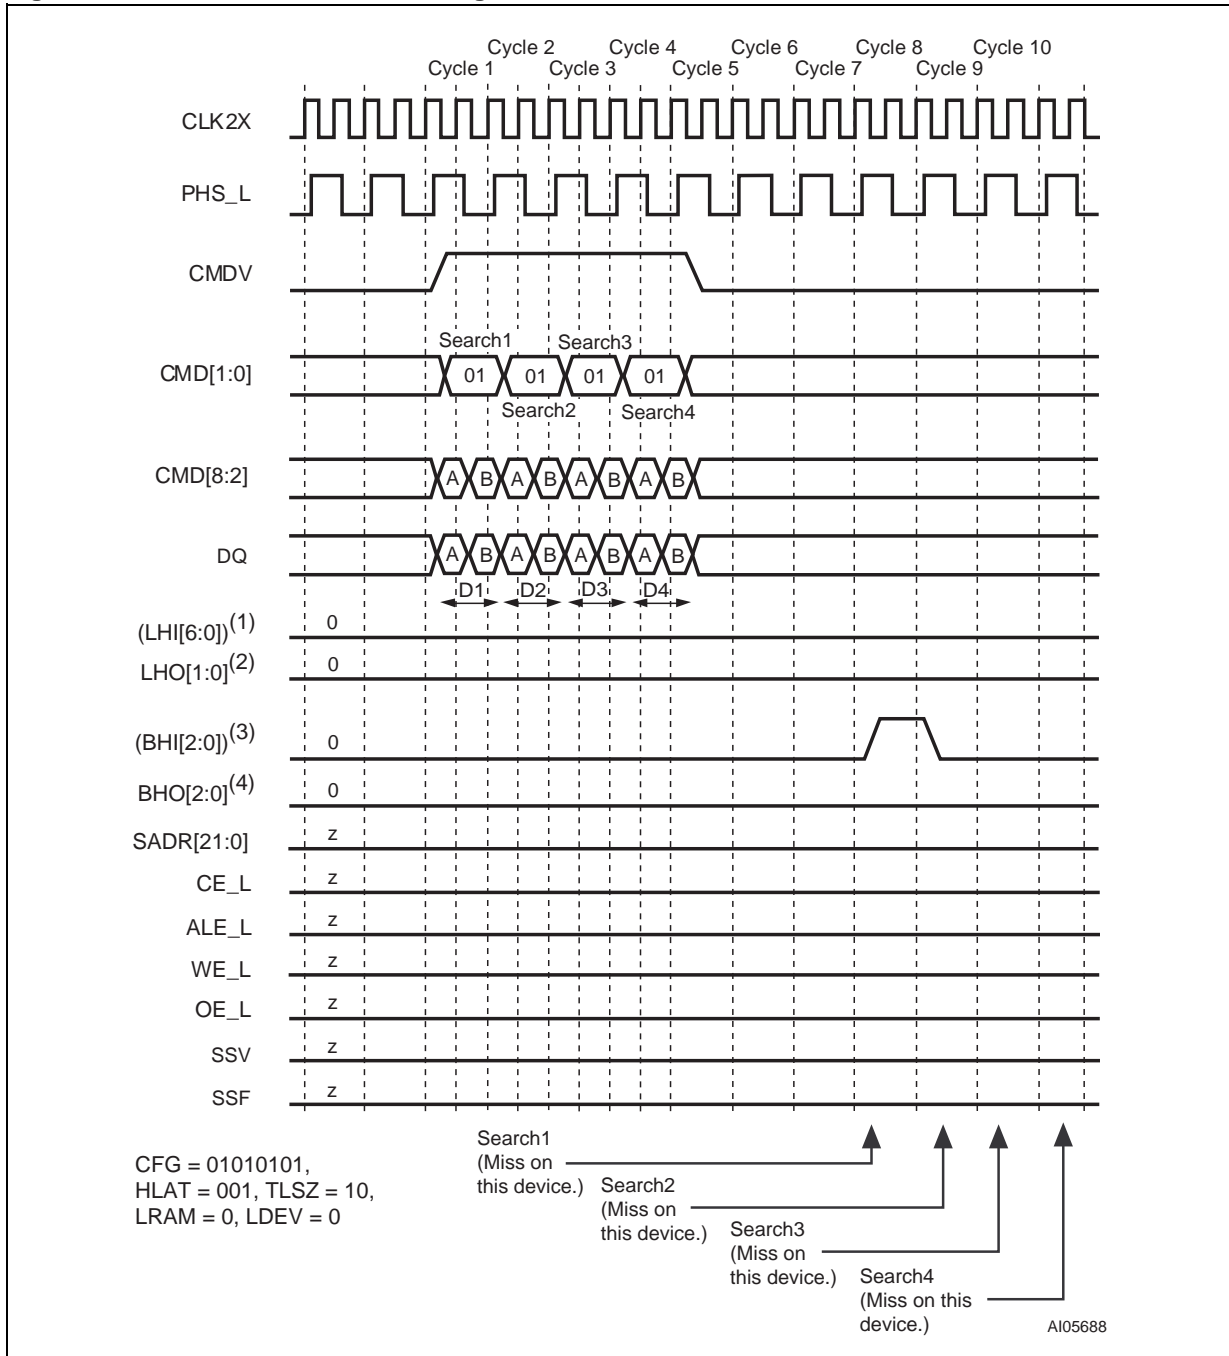 Cycle 2 Cycle 4 Cycle 6 Cycle 8 Cycle 10
Cycle 1 Cycle 3 Cycle 5 Cycle 7 Cycle 9
CLK2X
PHS_L
CMDV
Search1 Search3
CMD[1:0] 01 01 01 01
Search2 Search4
CMD[8:2] A B A B A B A B
DQ A B A B A B A B
D1 D2 D3 D4
(LHI[6:0])(1) 0
LHO[1:0](2) 0
(BHI[2:0])(3) 0
BHO[2:0](4) 0
SADR[21:0] z
CE_L z
ALE_L z
WE_L z
OE_L z
SSV z
SSF z
CFG = 01010101,
HLAT = 001, TLSZ = 10,
LRAM = 0, LDEV = 0
Search1
(Miss on
this device.)
Search2
(Miss on
this device.)
Search3
(Miss on
this device.)
Search4
(Miss on this
device.)
AI05688